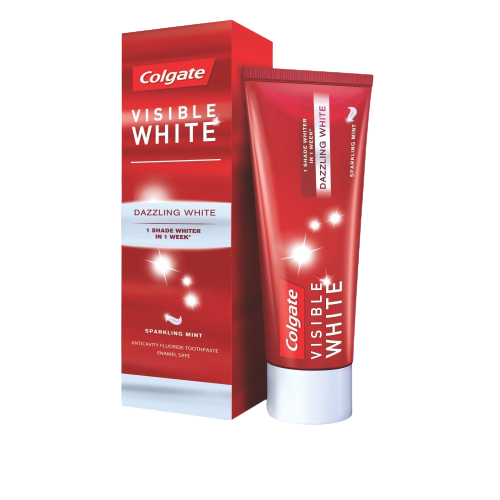 Colgate
VISIBLE
WHITE
DAZZLING WHITE
1 SHADE WHITER
IN 1 WEEK*
SPARKLING MINT
ANTICAVITY FLUORIDE TOOTHPASTE
ENAMEL SAFE
Colgate
VISIBLE
WHITE
1 SHADE WHITER
IN 1 WEEK*
DAZZLING WHITE
SPARKLING MINT